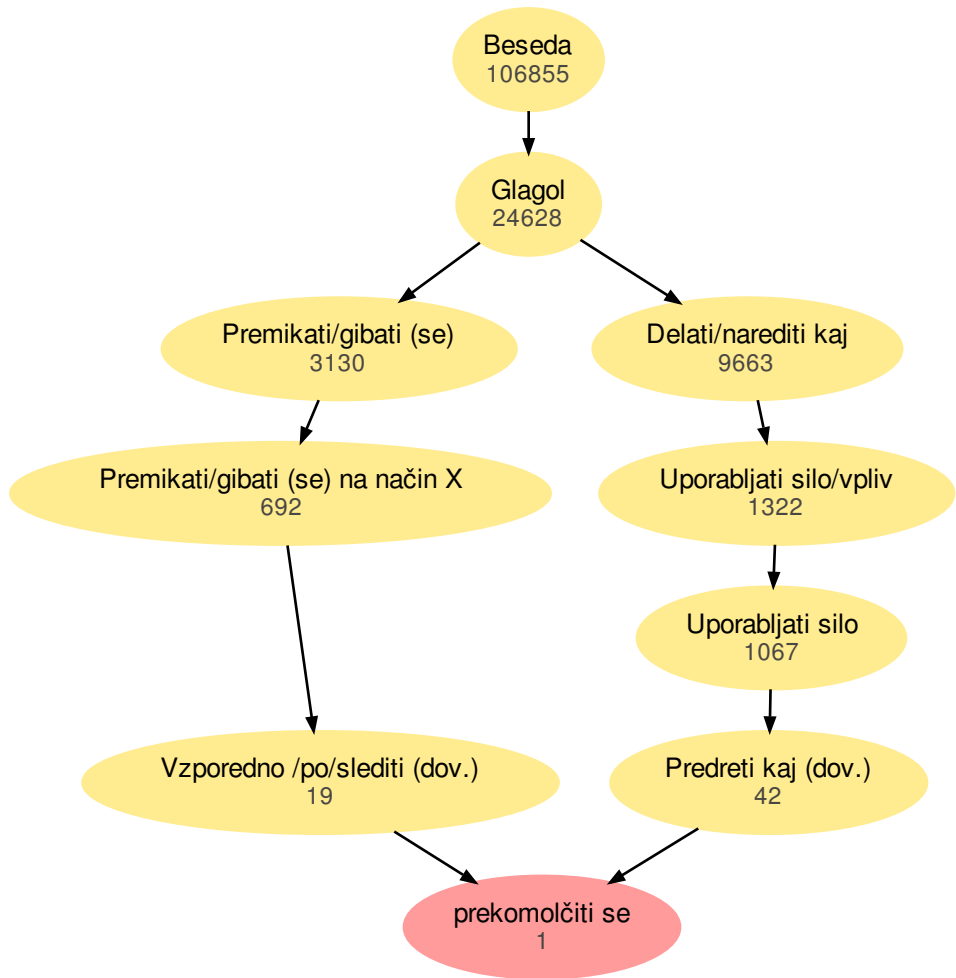 Beseda
106855
Glagol
24628
Premikati/gibati (se)
3130
Delati/narediti kaj
9663
Premikati/gibati (se) na način X
692
Uporabljati silo/vpliv
1322
Uporabljati silo
1067
Vzporedno /po/slediti (dov.)
19
Predreti kaj (dov.)
42
prekomolčiti se
1